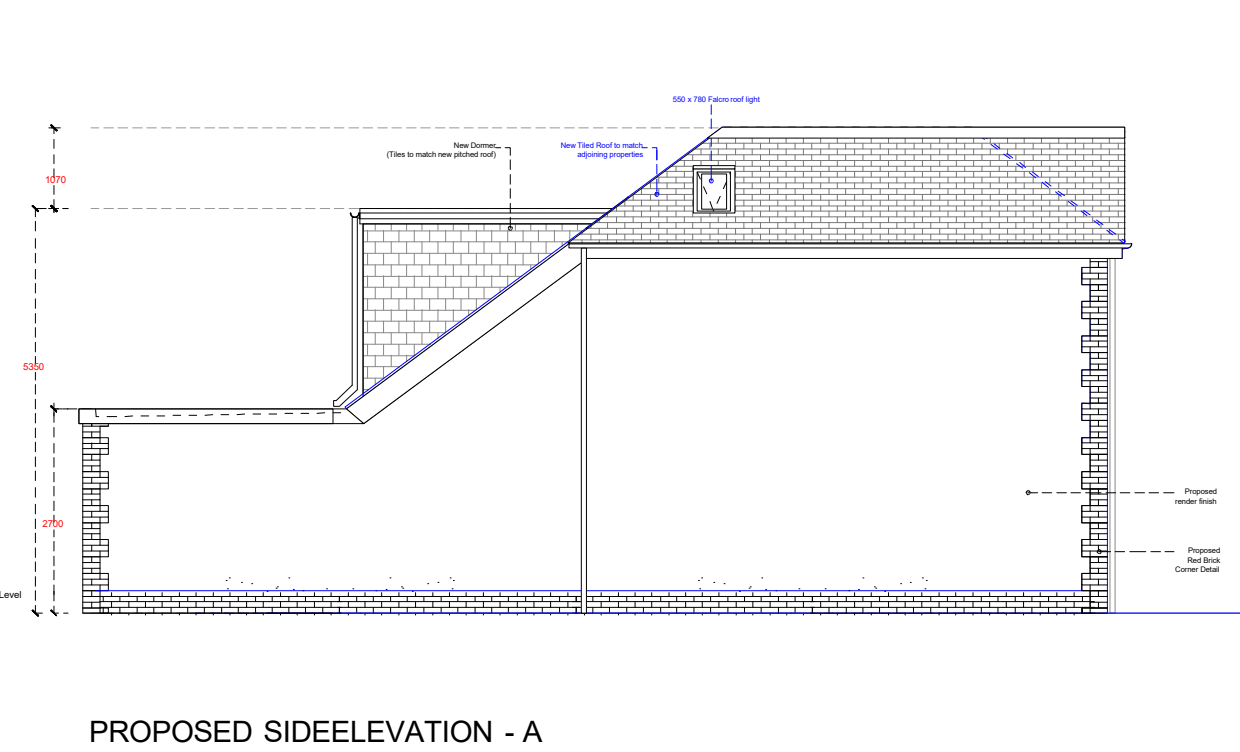 550 x 780 Falcro roof light
New Dormer
(Tiles to match new pitched roof)
New Tiled Roof to match
adjoining properties
1070
5350
2700
Proposed
render finish
Proposed
Red Brick
Corner Detail
Level
PROPOSED SIDEELEVATION - A